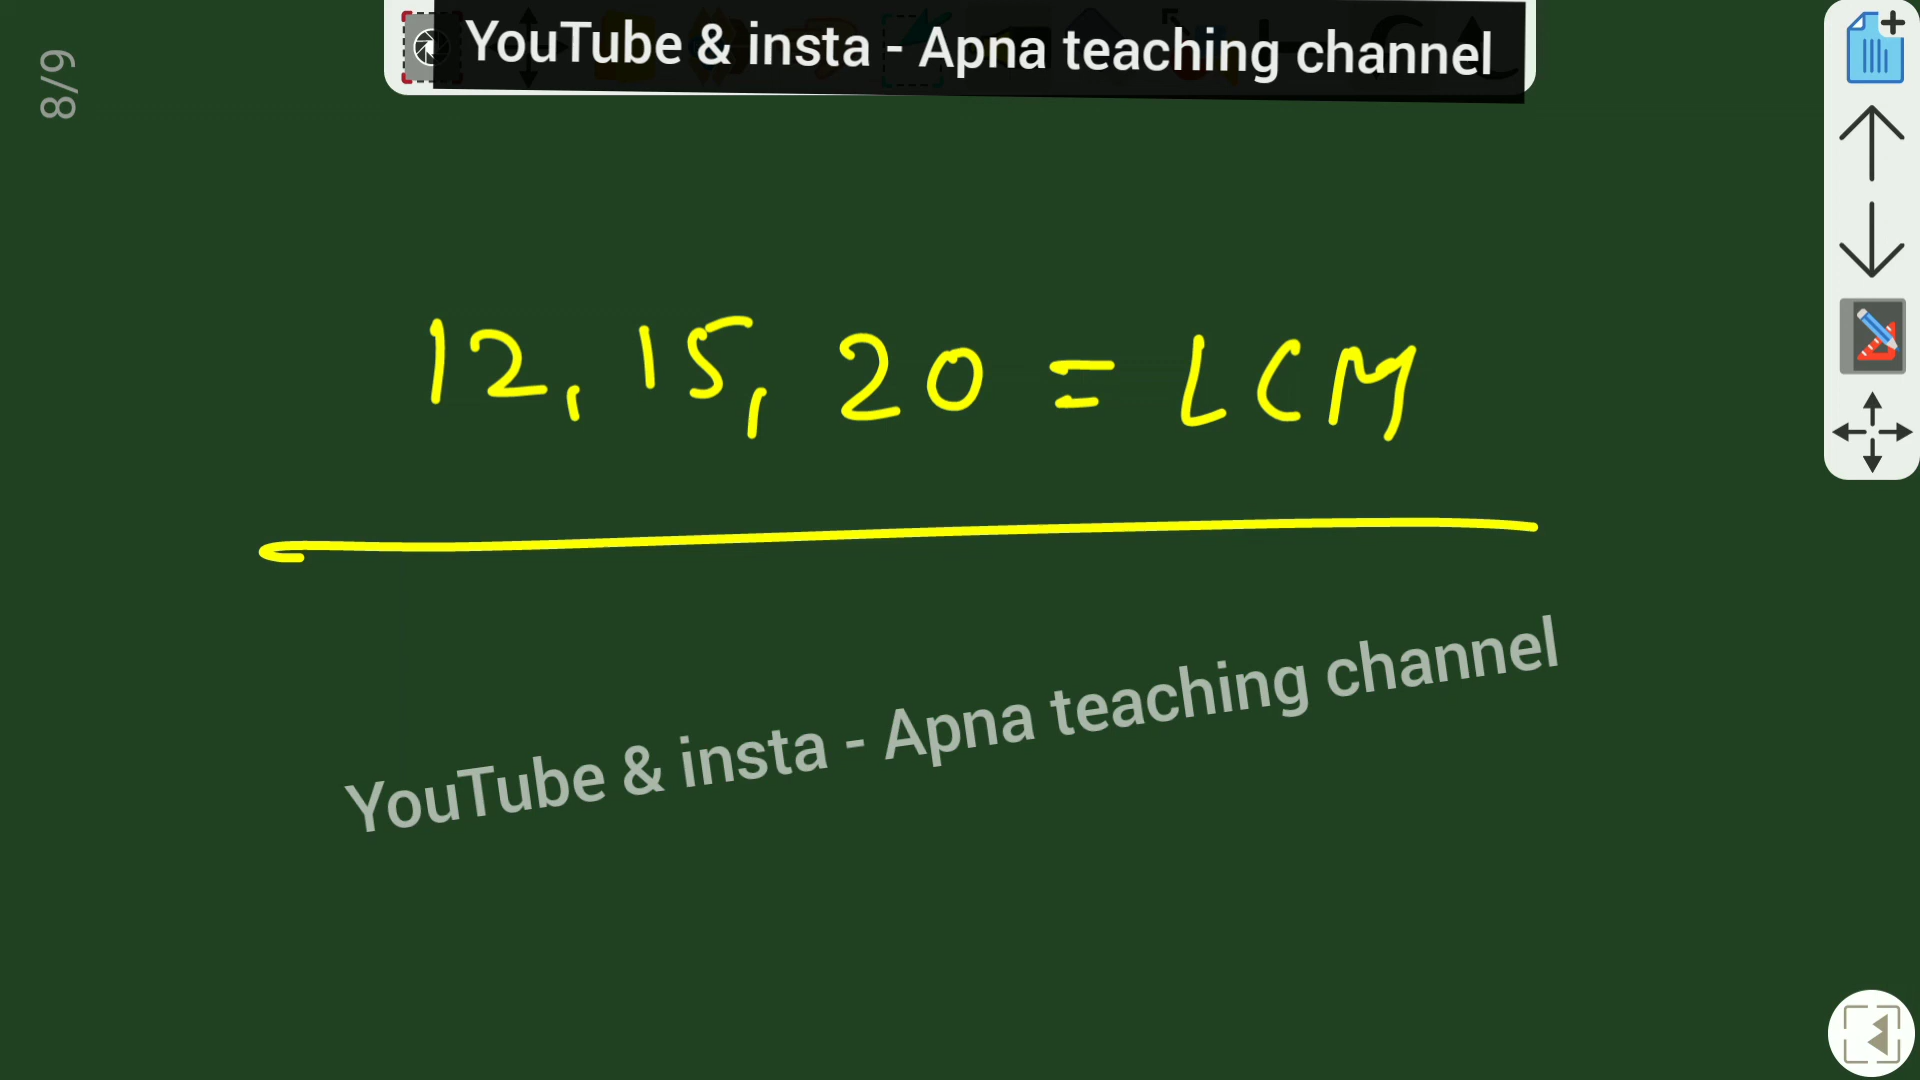 YouTube & insta - Apna teaching channel
8/9
12, 15, 20 = LCM
YouTube & insta - Apna teaching channel